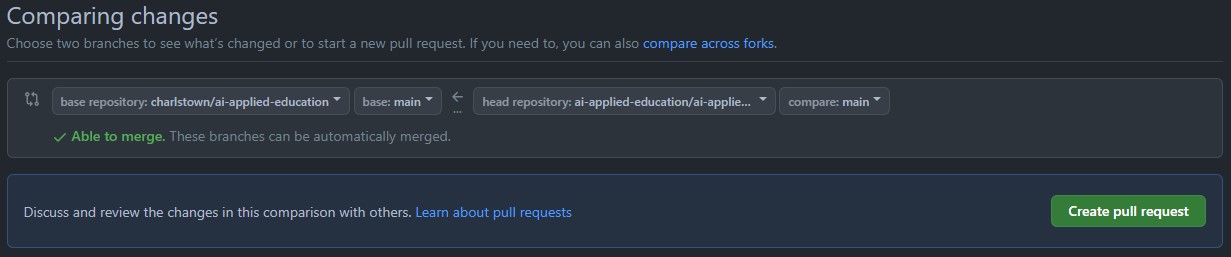 Comparing changes
Choose two branches to see what's changed or to start a new pull request. If you need to, you can also compare across forks.
base repository: charlstown/ai-applied-education base: main ... head repository: ai-applied-education/ai-applie... compare: main
Able to merge. These branches can be automatically merged.
Discuss and review the changes in this comparison with others. Learn about pull requests Create pull request